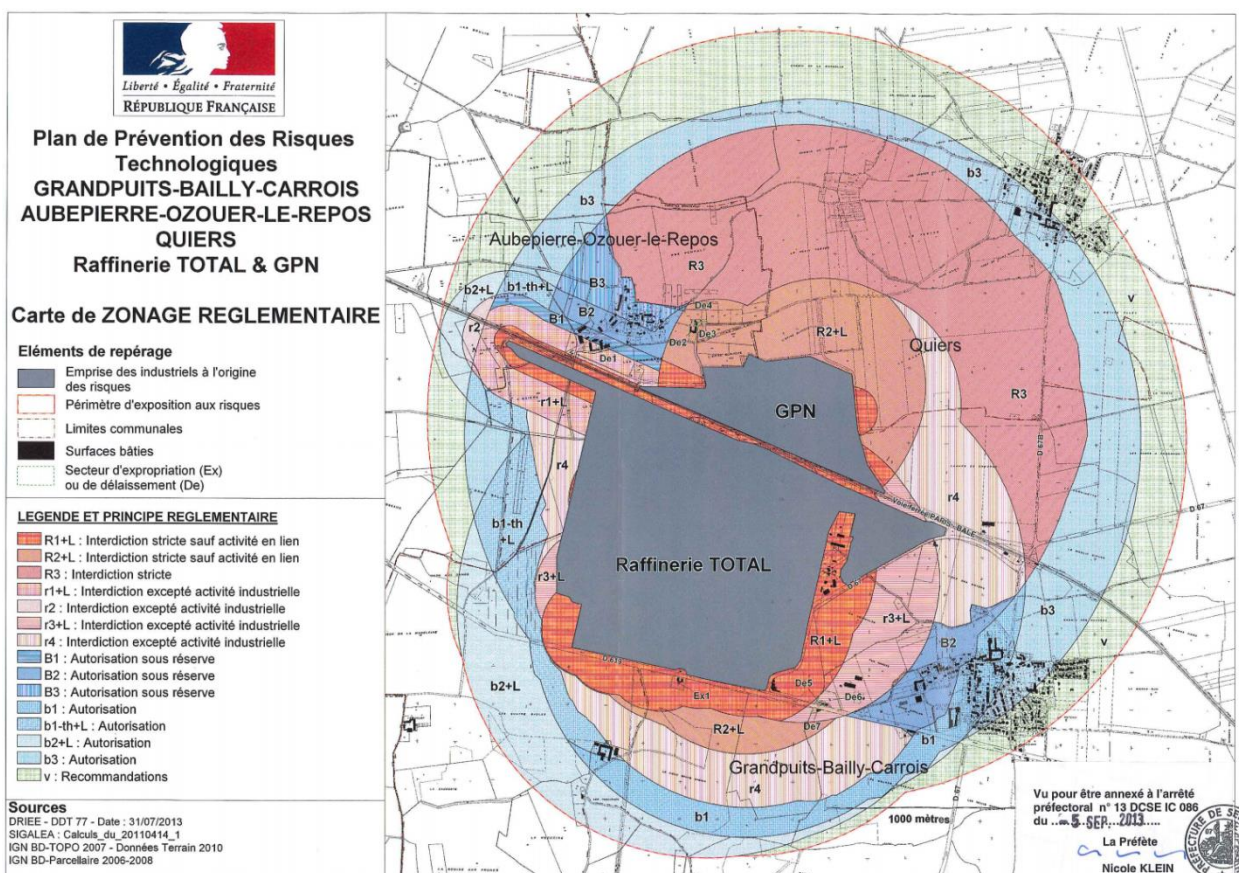 Liberté • Égalité • Fraternité
RÉPUBLIQUE FRANÇAISE
Plan de Prévention des Risques
Technologiques
GRANDPUITS-BAILLY-CARROIS
AUBEPIERRE-OZOUER-LE-REPOS
QUIERS
Raffinerie TOTAL & GPN
Carte de ZONAGE REGLEMENTAIRE
Eléments de repérage
Emprise des industriels à l'origine
des risques
Périmètre d'exposition aux risques
Limites communales
Surfaces bâties
Secteur d'expropriation (Ex)
ou de délaissement (De)
LEGENDE ET PRINCIPE REGLEMENTAIRE
R1+L : Interdiction stricte sauf activité en lien
R2+L : Interdiction stricte sauf activité en lien
R3 : Interdiction stricte
r1+L : Interdiction excepté activité industrielle
r2 : Interdiction excepté activité industrielle
r3+L : Interdiction excepté activité industrielle
r4 : Interdiction excepté activité industrielle
B1 : Autorisation sous réserve
B2 : Autorisation sous réserve
B3 : Autorisation sous réserve
b1 : Autorisation
b1-th+L : Autorisation
b2+L : Autorisation
b3 : Autorisation
v : Recommandations
Sources
DRIEE - DDT 77 - Date : 31/07/2013
SIGALEA : Calculs_du_20110414_1
IGN BD-TOPO 2007 - Données Terrain 2010
IGN BD-Parcellaire 2006-2008
b3
v
b3
Aubepierre-Ozouer-le-Repos
R3
B3
b2+L
b1-th+L
v
De4
B1
B2
r2
De3
R2+L
De2
Quiers
De1
R3
r1+L
GPN
D 67B
r4
r4
D 67
Voie ferrée PARIS - BALE
b1-th
+L
Raffinerie TOTAL
r3+L
b3
r3+L
B2
R1+L
v
b2+L
De5
De6
Ex1
De7
R2+L
b1
Grandpuits-Bailly-Carrois
r4
D 67
b1
1000 mètres
Vu pour être annexé à l'arrêté
préfectoral n° 13 DCSE IC 086
du - 5 SEP. 2013
La Préfète
Nicole KLEIN